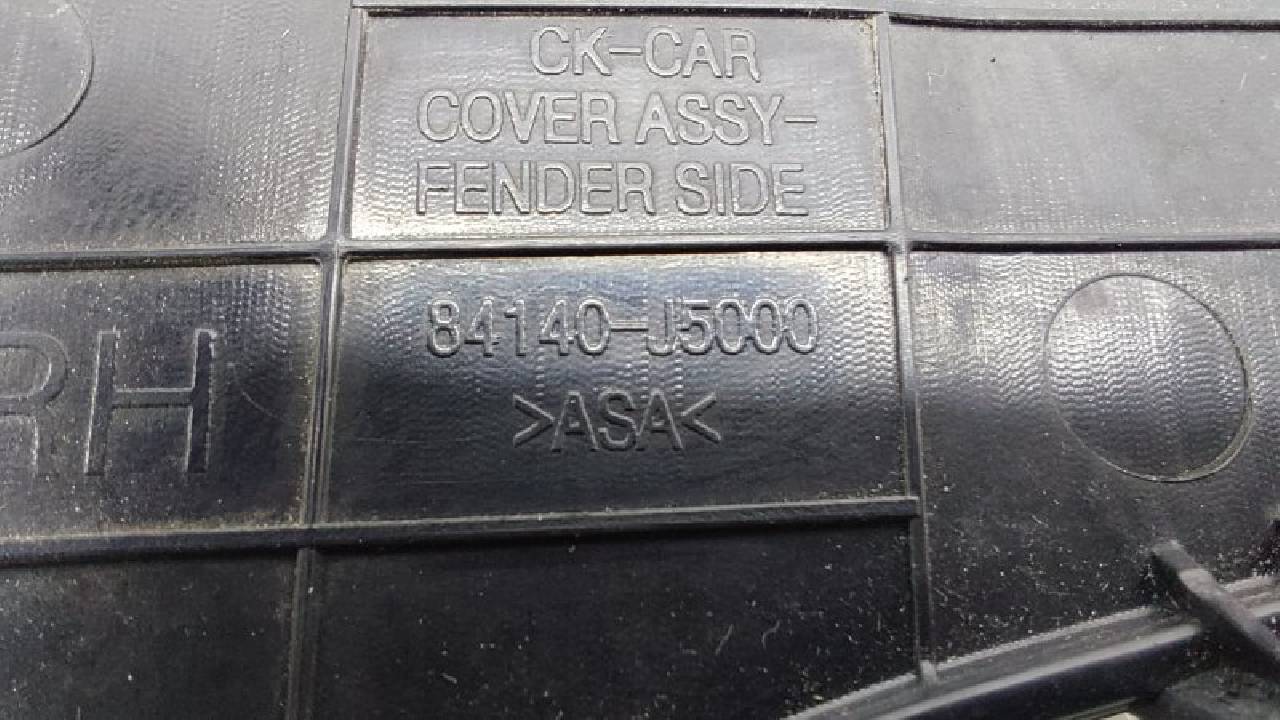 CK-CAR
COVER ASSY-
FENDER SIDE
84140-J5000
>ASA<
RH